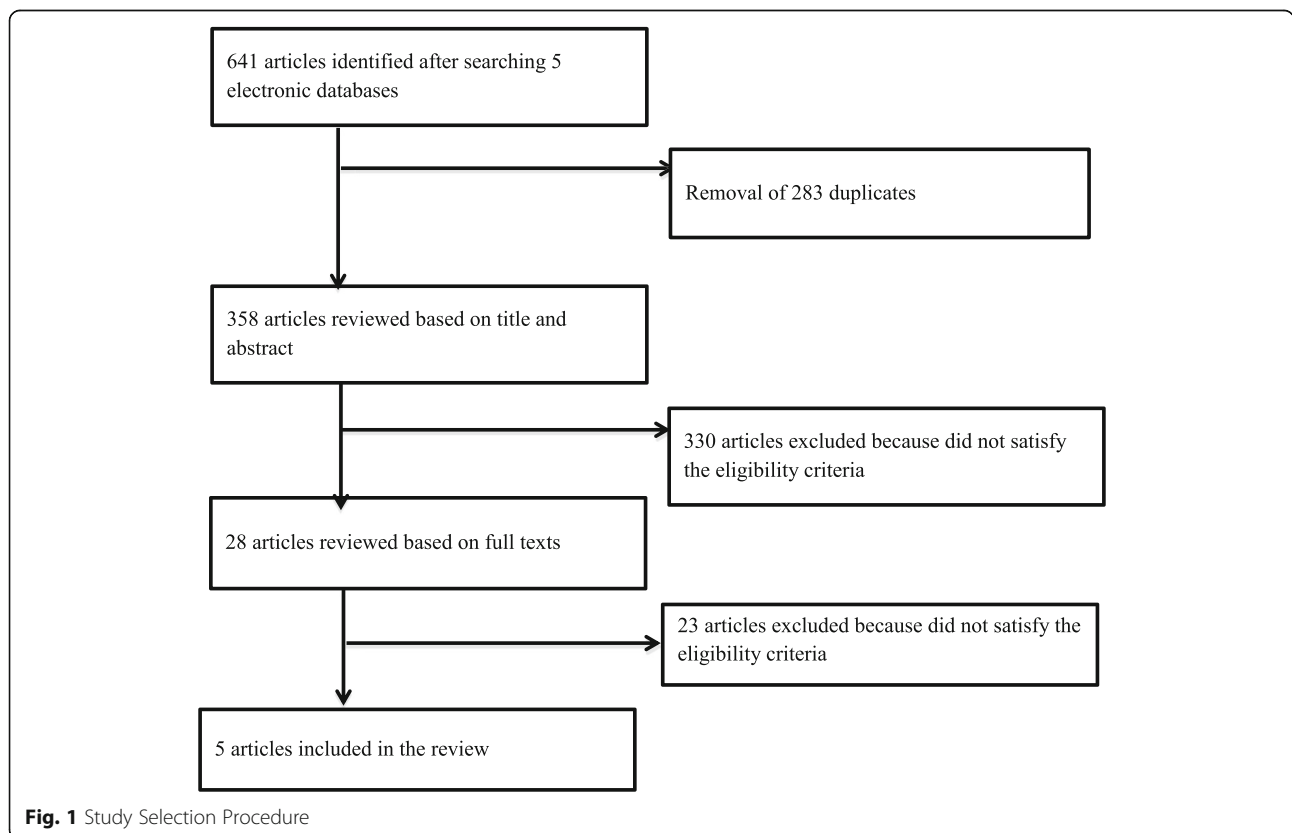 641 articles identified after searching 5
electronic databases
Removal of 283 duplicates
358 articles reviewed based on title and
abstract
330 articles excluded because did not satisfy
the eligibility criteria
28 articles reviewed based on full texts
23 articles excluded because did not satisfy the
eligibility criteria
5 articles included in the review
Fig. 1 Study Selection Procedure